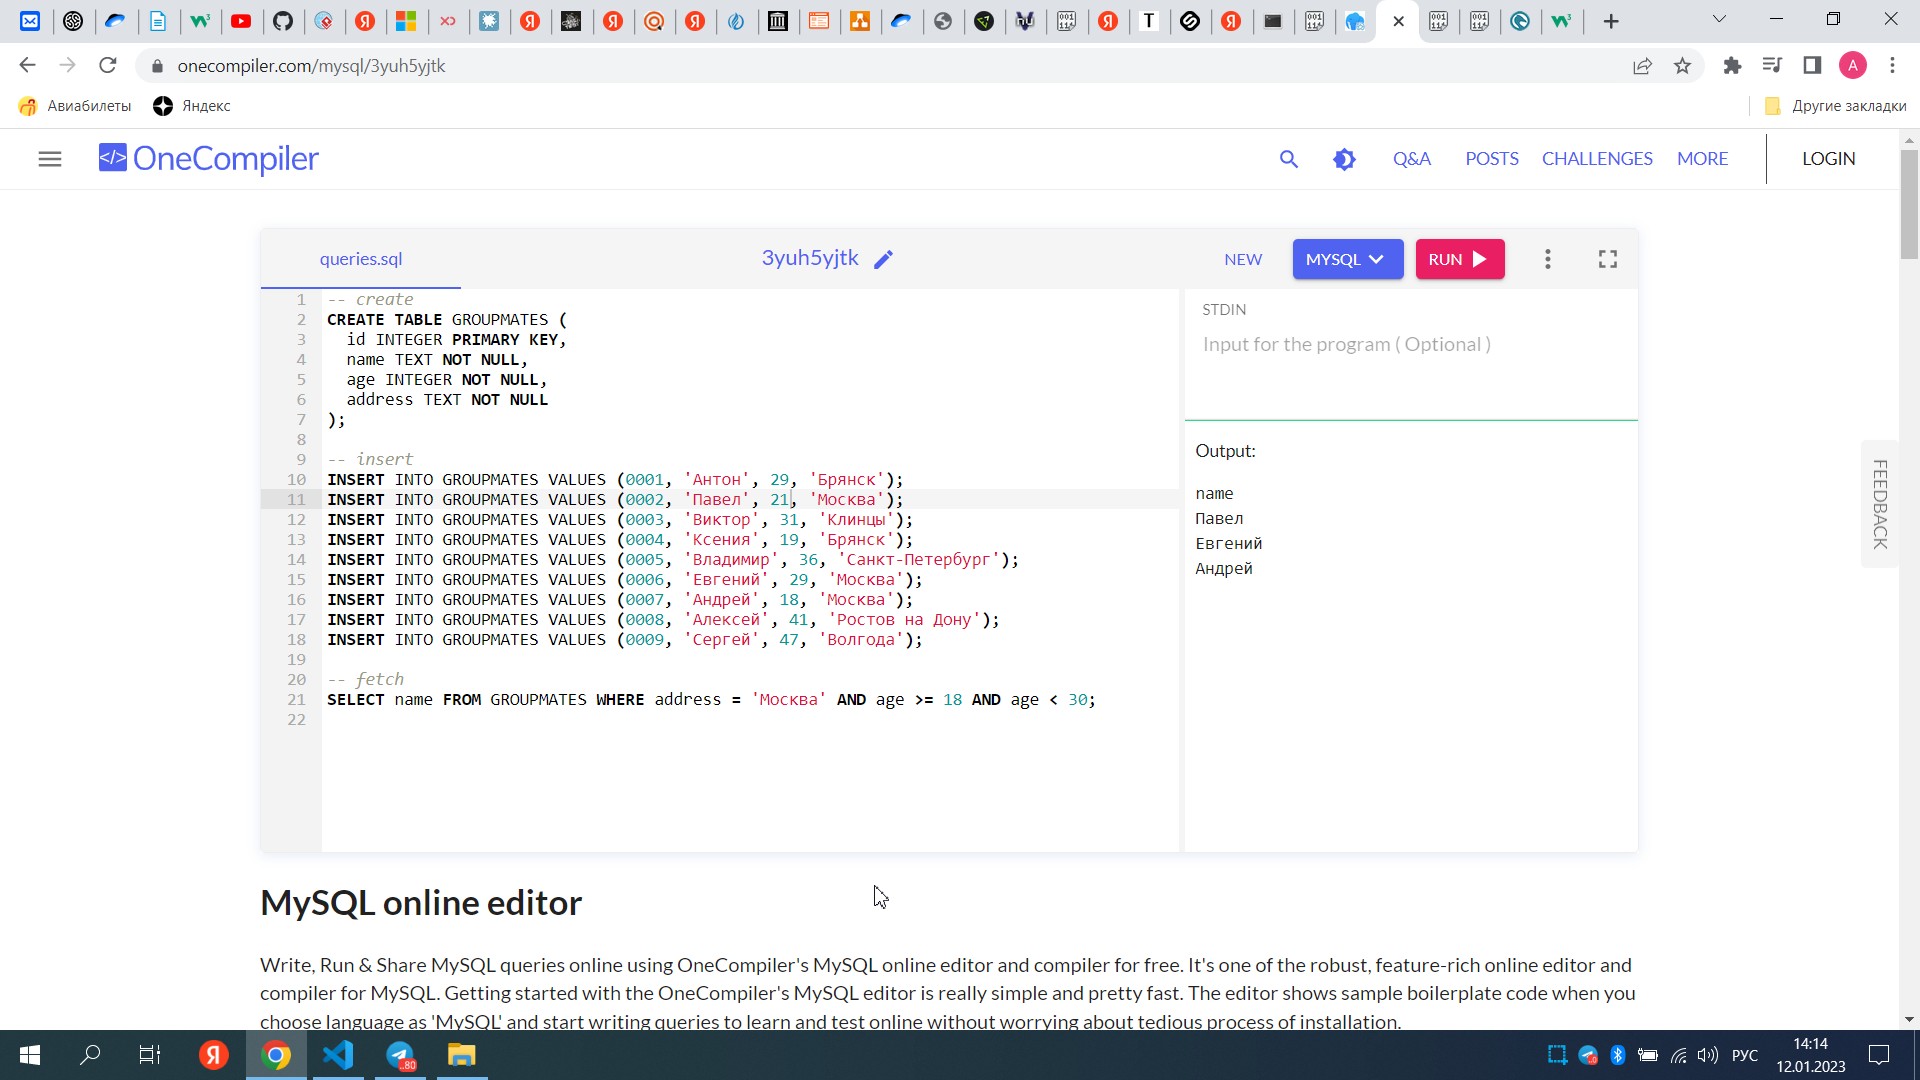 onecompiler.com/mysql/3yuh5yjtk
A
Авиабилеты
Яндекс
Другие закладки
</> OneCompiler
Q&A
POSTS
CHALLENGES
MORE
LOGIN
queries.sql
3yuh5yjtk
NEW
MYSQL
RUN
1 -- create
2 CREATE TABLE GROUPMATES (
3 id INTEGER PRIMARY KEY,
4 name TEXT NOT NULL,
5 age INTEGER NOT NULL,
6 address TEXT NOT NULL
7 );
8
9 -- insert
10 INSERT INTO GROUPMATES VALUES (0001, 'Антон', 29, 'Брянск');
11 INSERT INTO GROUPMATES VALUES (0002, 'Павел', 21, 'Москва');
12 INSERT INTO GROUPMATES VALUES (0003, 'Виктор', 31, 'Клинцы');
13 INSERT INTO GROUPMATES VALUES (0004, 'Ксения', 19, 'Брянск');
14 INSERT INTO GROUPMATES VALUES (0005, 'Владимир', 36, 'Санкт-Петербург');
15 INSERT INTO GROUPMATES VALUES (0006, 'Евгений', 29, 'Москва');
16 INSERT INTO GROUPMATES VALUES (0007, 'Андрей', 18, 'Москва');
17 INSERT INTO GROUPMATES VALUES (0008, 'Алексей', 41, 'Ростов на Дону');
18 INSERT INTO GROUPMATES VALUES (0009, 'Сергей', 47, 'Волгода');
19
20 -- fetch
21 SELECT name FROM GROUPMATES WHERE address = 'Москва' AND age >= 18 AND age < 30;
22
STDIN
Input for the program ( Optional )
Output:
name
Павел
Евгений
Андрей
FEEDBACK
MySQL online editor
Write, Run & Share MySQL queries online using OneCompiler's MySQL online editor and compiler for free. It's one of the robust, feature-rich online editor and
compiler for MySQL. Getting started with the OneCompiler's MySQL editor is really simple and pretty fast. The editor shows sample boilerplate code when you
choose language as 'MySQL' and start writing queries to learn and test online without worrying about tedious process of installation.
Я
РУС
14:14
12.01.2023